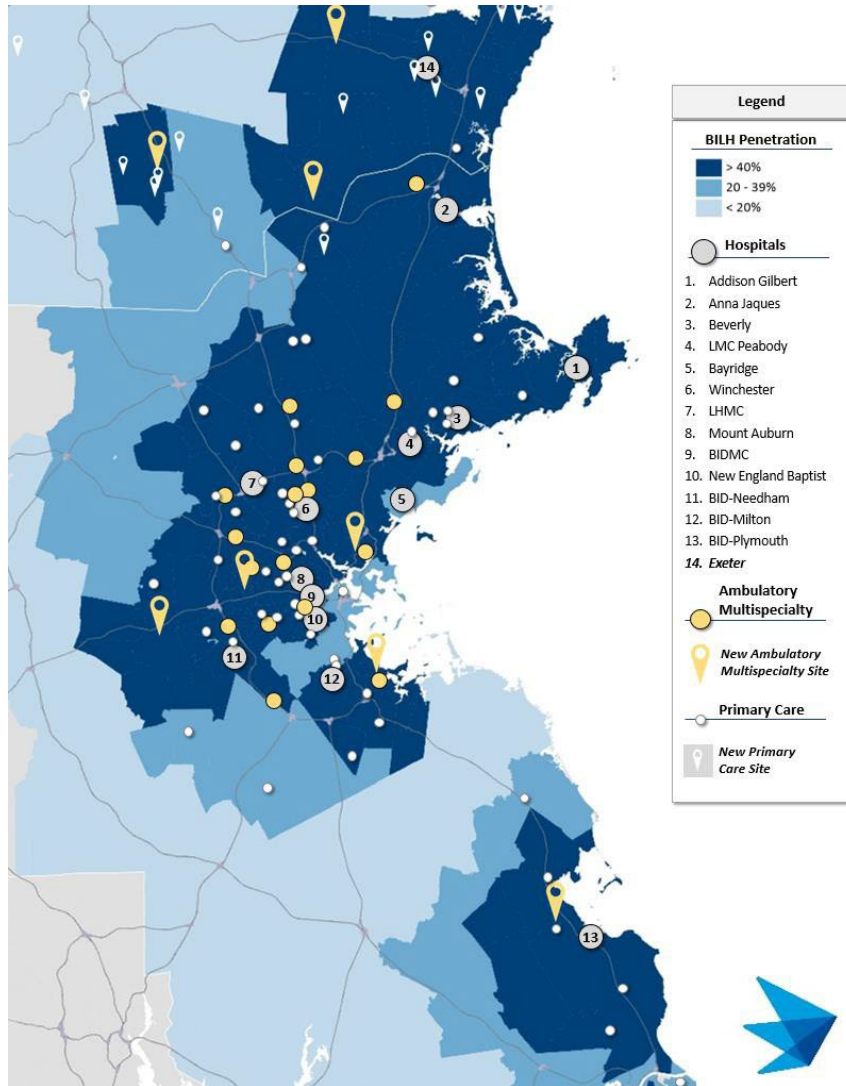 14
2
1
3
4
5
7
6
8
9
10
11
12
13
Legend
BILH Penetration
> 40%
20 - 39%
< 20%
Hospitals
1. Addison Gilbert
2. Anna Jaques
3. Beverly
4. LMC Peabody
5. Bayridge
6. Winchester
7. LHMC
8. Mount Auburn
9. BIDMC
10. New England Baptist
11. BID-Needham
12. BID-Milton
13. BID-Plymouth
14. Exeter
Ambulatory
Multispecialty
New Ambulatory
Multispecialty Site
Primary Care
New Primary
Care Site